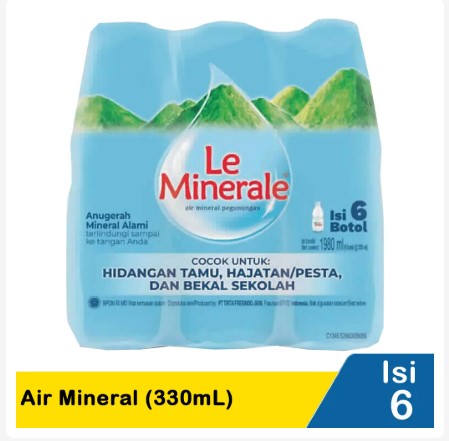 Le
Minerale
air mineral pegunungan
Anugerah
Mineral Alami
terlindungi sampai
ke tangan Anda
Isi 6
Botol
1980 ml
COCOK UNTUK:
HIDANGAN TAMU, HAJATAN/PESTA,
DAN BEKAL SEKOLAH
Air Mineral (330mL)
Isi
6